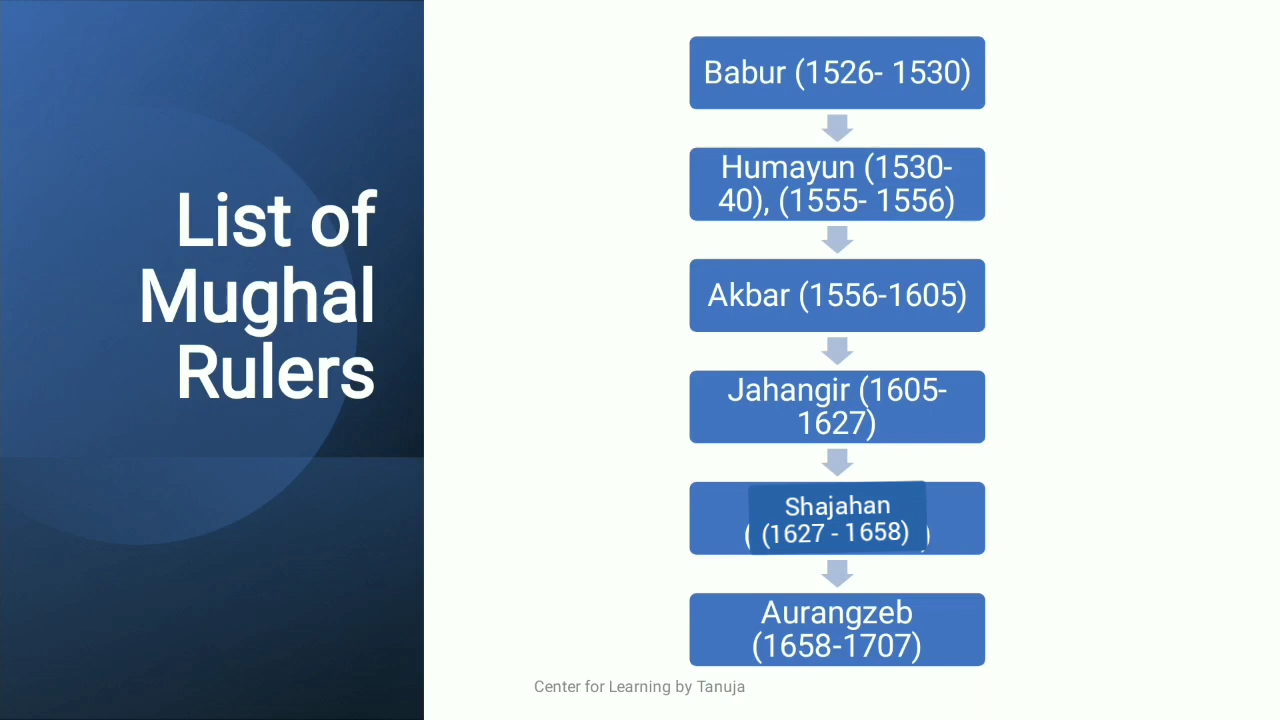 List of
Mughal
Rulers
Babur (1526- 1530)
Humayun (1530-
40), (1555- 1556)
Akbar (1556-1605)
Jahangir (1605-
1627)
Shajahan
(1627 - 1658)
Aurangzeb
(1658-1707)
Center for Learning by Tanuja